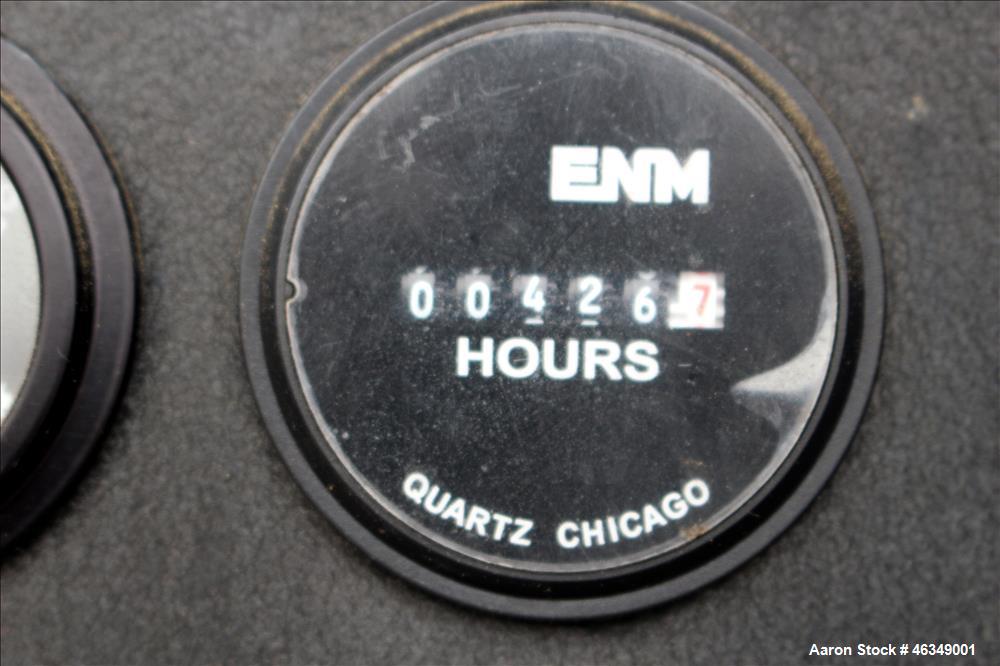 ENM
004267
HOURS
QUARTZ CHICAGO
Aaron Stock # 46349001